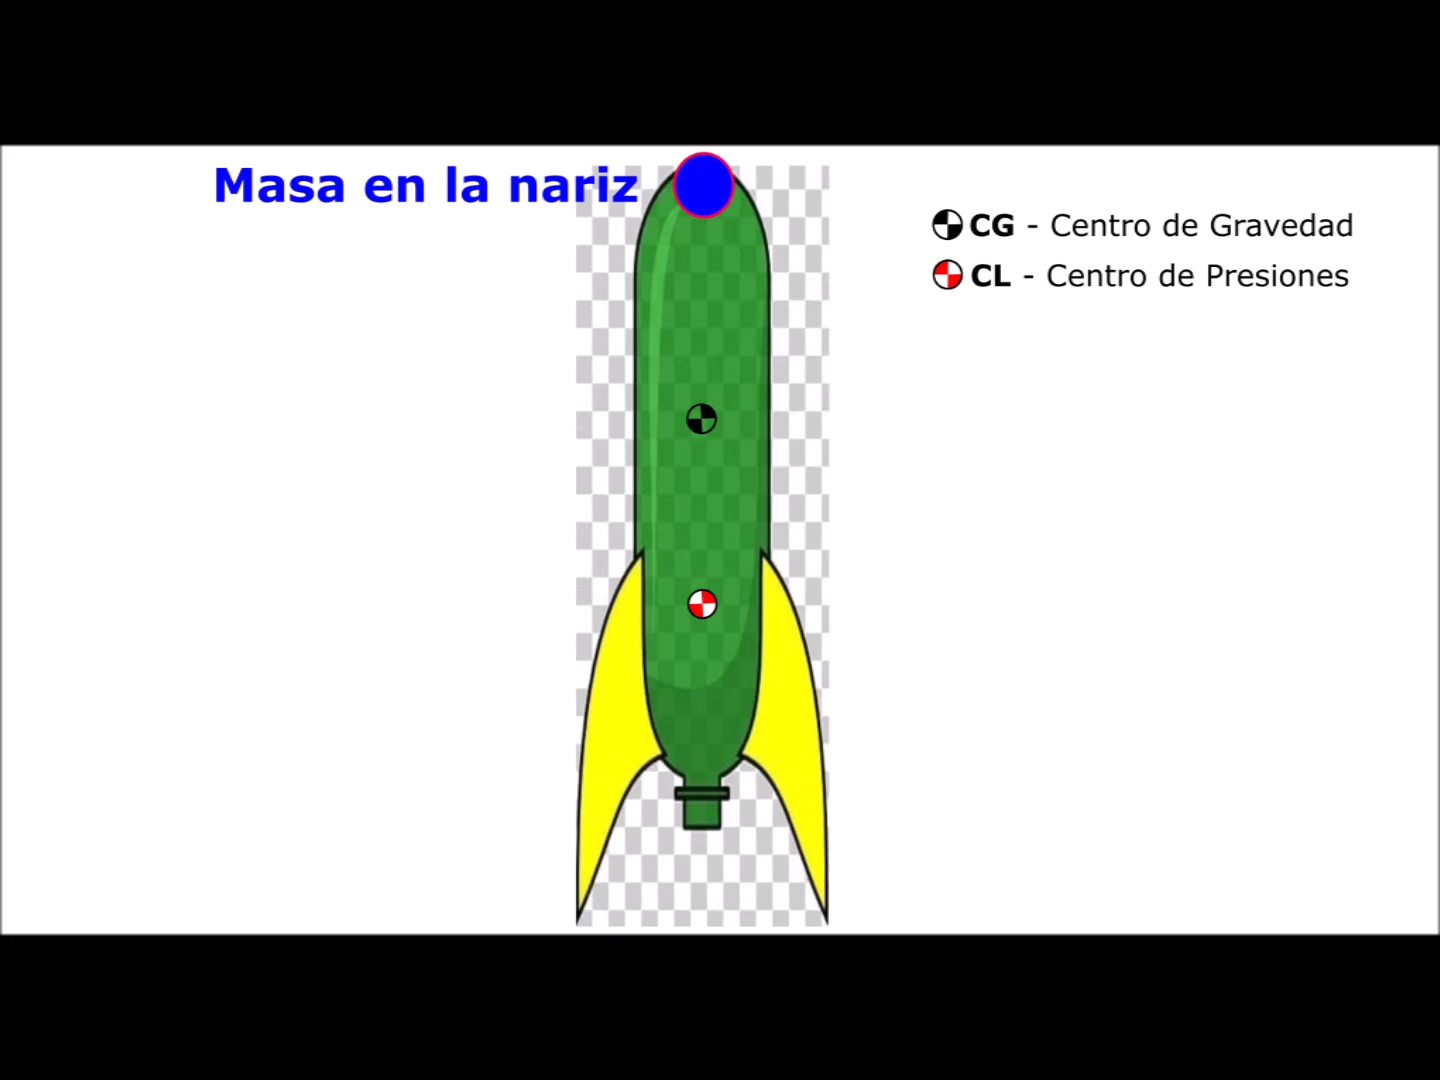 Masa en la nariz
CG - Centro de Gravedad
CL - Centro de Presiones